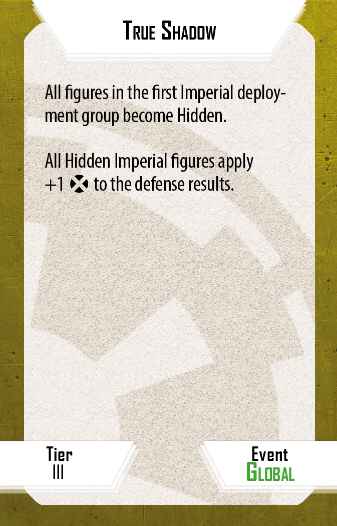 True Shadow
All figures in the first Imperial deploy-
ment group become Hidden.
All Hidden Imperial figures apply
+1 to the defense results.
Tier
III
Event
Global